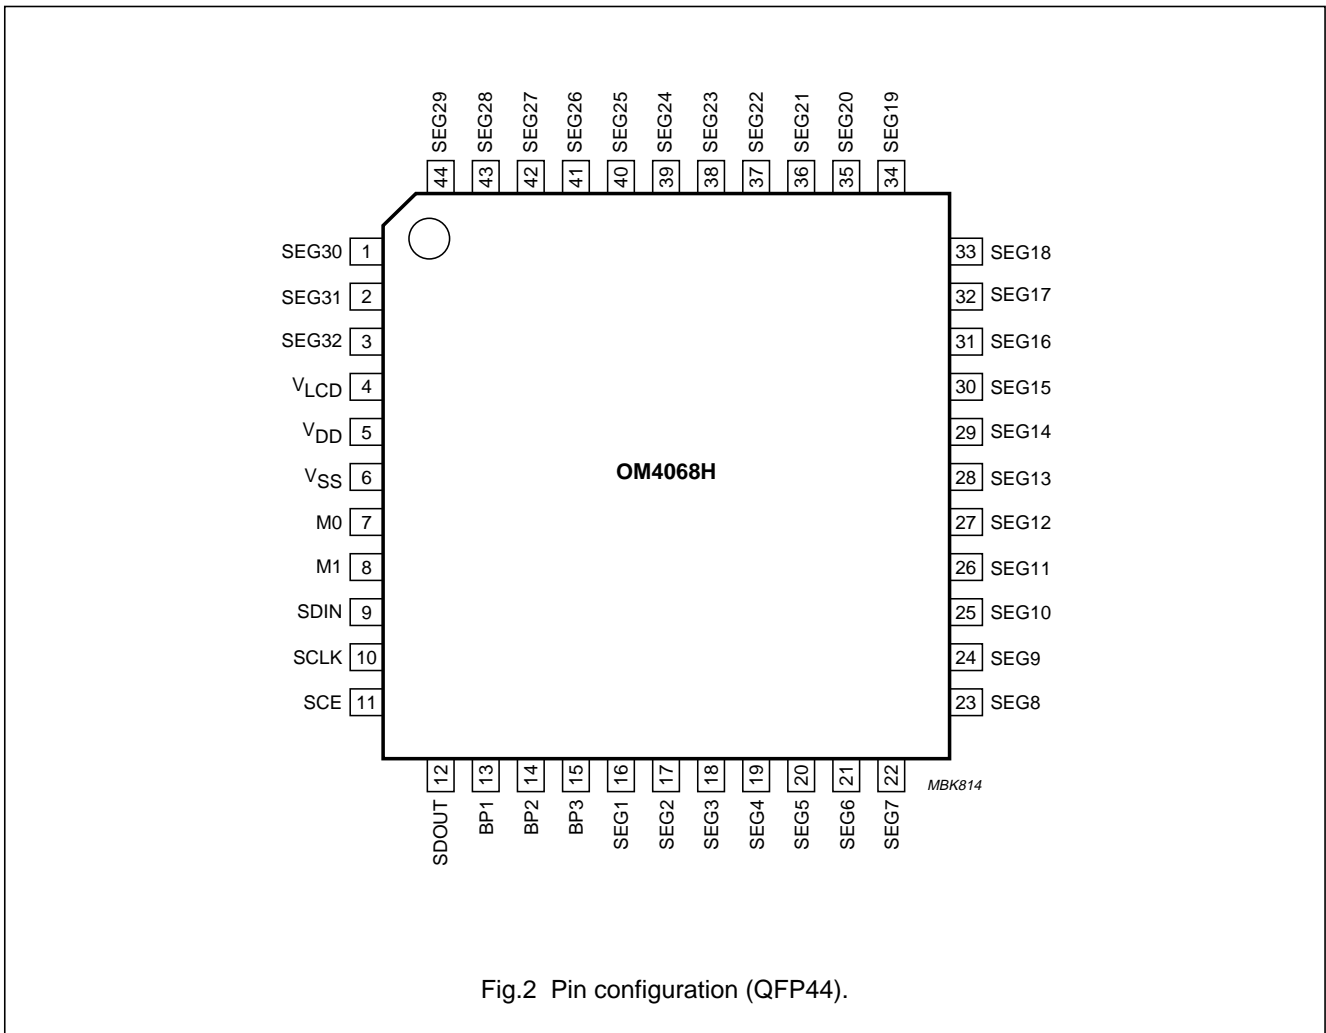 SEG29 SEG28 SEG27 SEG26 SEG25 SEG24 SEG23 SEG22 SEG21 SEG20 SEG19
44 43 42 41 40 39 38 37 36 35 34
SEG30 1 33 SEG18
SEG31 2 32 SEG17
SEG32 3 31 SEG16
VLCD 4 30 SEG15
VDD 5 29 SEG14
OM4068H
VSS 6 28 SEG13
M0 7 27 SEG12
M1 8 26 SEG11
SDIN 9 25 SEG10
SCLK 10 24 SEG9
SCE 11 23 SEG8
12 13 14 15 16 17 18 19 20 21 22
MBK814
SDOUT BP1 BP2 BP3 SEG1 SEG2 SEG3 SEG4 SEG5 SEG6 SEG7
Fig.2 Pin configuration (QFP44).